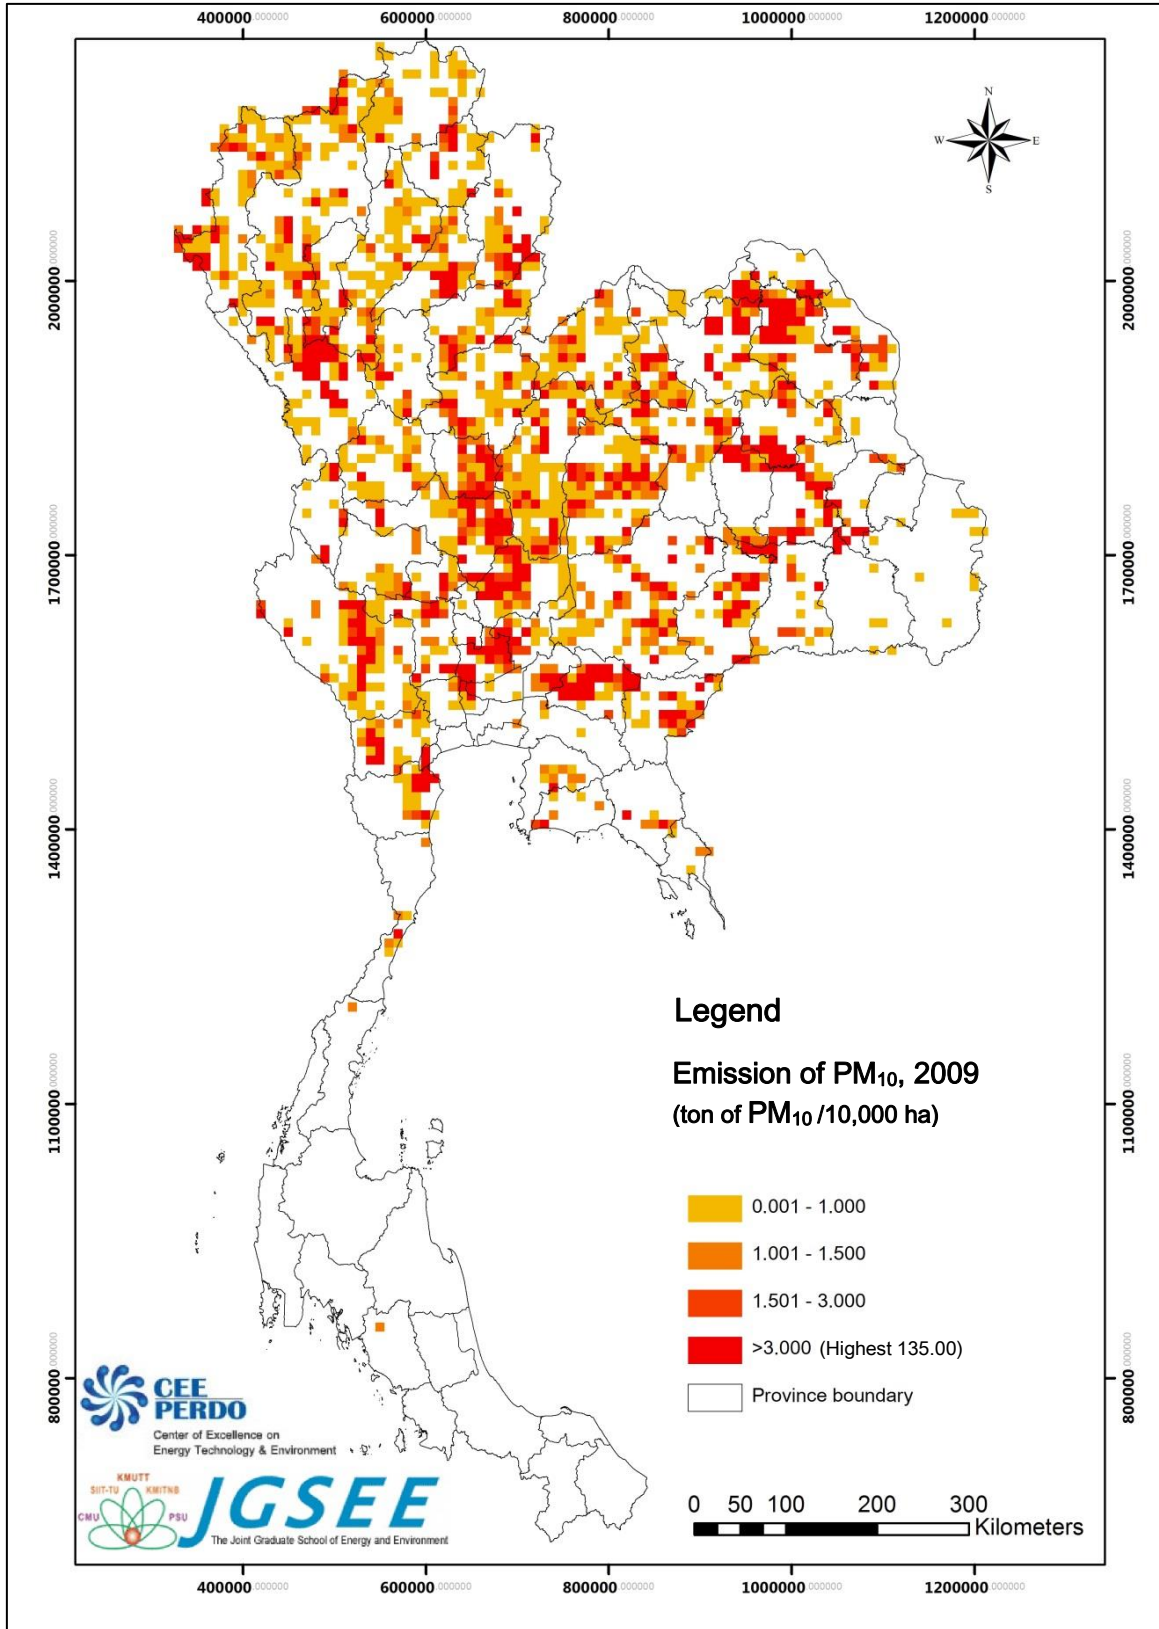 400000.000000 600000.000000 800000.000000 1000000.000000 1200000.000000
N
W E
S
2000000.000000 2000000.000000
1700000.000000 1700000.000000
1400000.000000 1400000.000000
1100000.000000 1100000.000000
800000.000000 800000.000000
Legend
Emission of PM₁₀, 2009
(ton of PM₁₀ /10,000 ha)
0.001 - 1.000
1.001 - 1.500
1.501 - 3.000
>3.000 (Highest 135.00)
Province boundary
CEE
PERDO
Center of Excellence on
Energy Technology & Environment
KMUTT
SIIT-TU KMITNB
CMU PSU
JGSEE
The Joint Graduate School of Energy and Environment
0 50 100 200 300
Kilometers
400000.000000 600000.000000 800000.000000 1000000.000000 1200000.000000